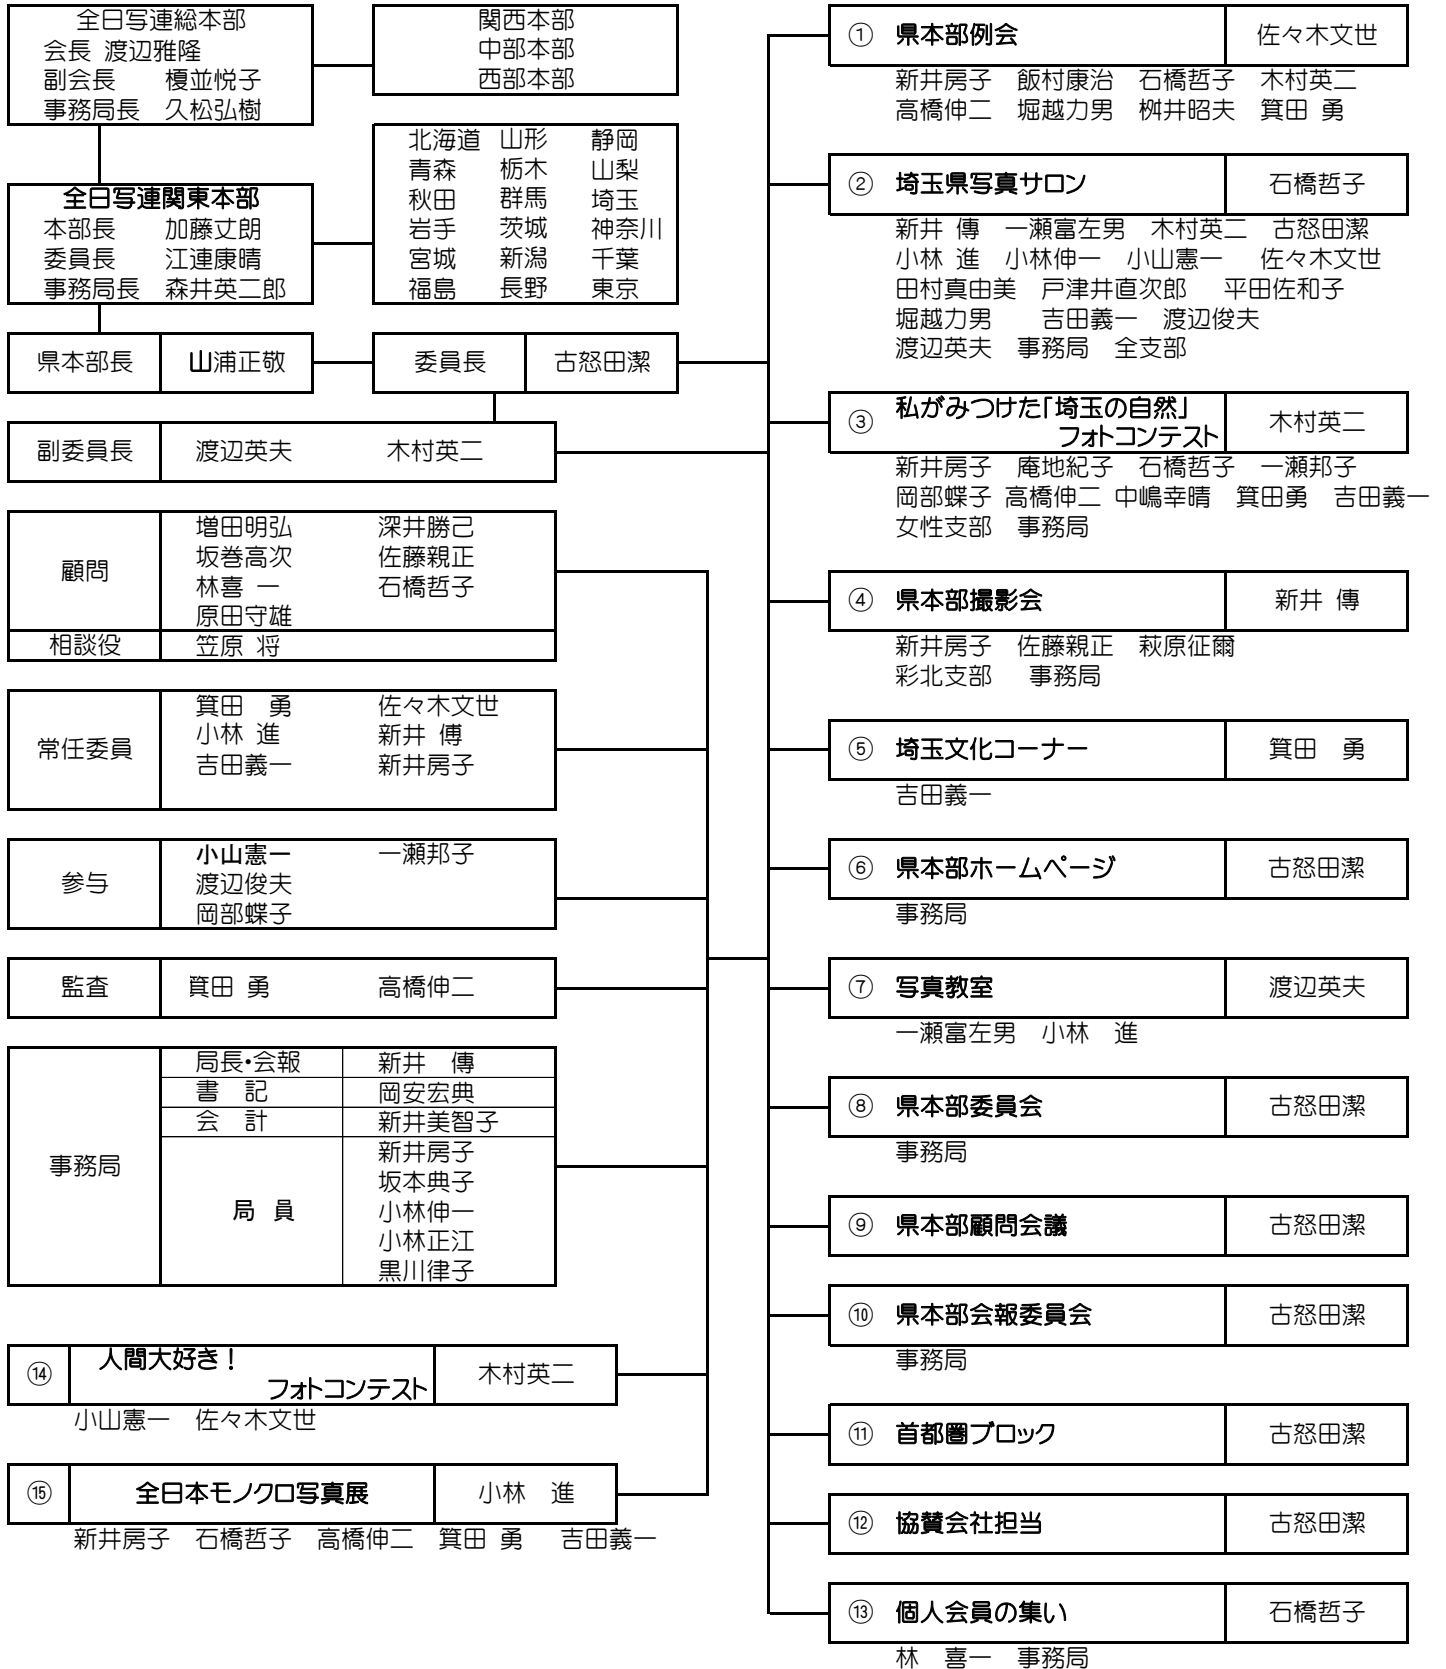 全日写連総本部
会長 渡辺雅隆
副会長 榎並悦子
事務局長 久松弘樹
関西本部
中部本部
西部本部
全日写連関東本部
本部長 加藤丈朗
委員長 江連康晴
事務局長 森井英二郎
北海道 山形 静岡
青森 栃木 山梨
秋田 群馬 埼玉
岩手 茨城 神奈川
宮城 新潟 千葉
福島 長野 東京
県本部長 山浦正敬 委員長 古怒田潔
副委員長 渡辺英夫 木村英二
顧問
増田明弘 深井勝己
坂巻高次 佐藤親正
林喜 一 石橋哲子
原田守雄
相談役 笠原 将
常任委員
箕田 勇 佐々木文世
小林 進 新井 傅
吉田義一 新井房子
参与
小山憲一 一瀬邦子
渡辺俊夫
岡部蝶子
監査 箕田 勇 高橋伸二
事務局
局長・会報 新井 傳
書 記 岡安宏典
会 計 新井美智子
局 員
新井房子
坂本典子
小林伸一
小林正江
黒川律子
⑭ 人間大好き！
フォトコンテスト 木村英二
小山憲一 佐々木文世
⑮ 全日本モノクロ写真展 小林 進
新井房子 石橋哲子 高橋伸二 箕田 勇 吉田義一
① 県本部例会 佐々木文世
新井房子 飯村康治 石橋哲子 木村英二
高橋伸二 堀越力男 桝井昭夫 箕田 勇
② 埼玉県写真サロン 石橋哲子
新井 傳 一瀬富左男 木村英二 古怒田潔
小林 進 小林伸一 小山憲一 佐々木文世
田村真由美 戸津井直次郎 平田佐和子
堀越力男 吉田義一 渡辺俊夫
渡辺英夫 事務局 全支部
③ 私がみつけた「埼玉の自然」
フォトコンテスト 木村英二
新井房子 庵地紀子 石橋哲子 一瀬邦子
岡部蝶子 高橋伸二 中嶋幸晴 箕田勇 吉田義一
女性支部 事務局
④ 県本部撮影会 新井 傳
新井房子 佐藤親正 萩原征爾
彩北支部 事務局
⑤ 埼玉文化コーナー 箕田 勇
吉田義一
⑥ 県本部ホームページ 古怒田潔
事務局
⑦ 写真教室 渡辺英夫
一瀬富左男 小林 進
⑧ 県本部委員会 古怒田潔
事務局
⑨ 県本部顧問会議 古怒田潔
⑩ 県本部会報委員会 古怒田潔
事務局
⑪ 首都圏ブロック 古怒田潔
⑫ 協賛会社担当 古怒田潔
⑬ 個人会員の集い 石橋哲子
林 喜一 事務局